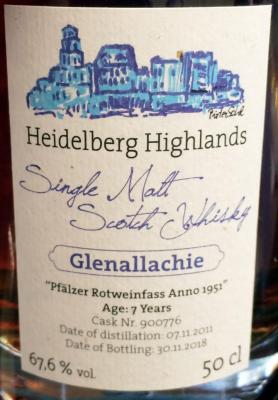 Heidelberg Highlands
Single Malt
Scotch Whisky
Glenallachie
"Pfälzer Rotweinfass Anno 1951"
Age: 7 Years
Cask Nr. 900776
Date of distillation: 07.11.2011
Date of Bottling: 30.11.2018
67,6 % vol.
50 cl